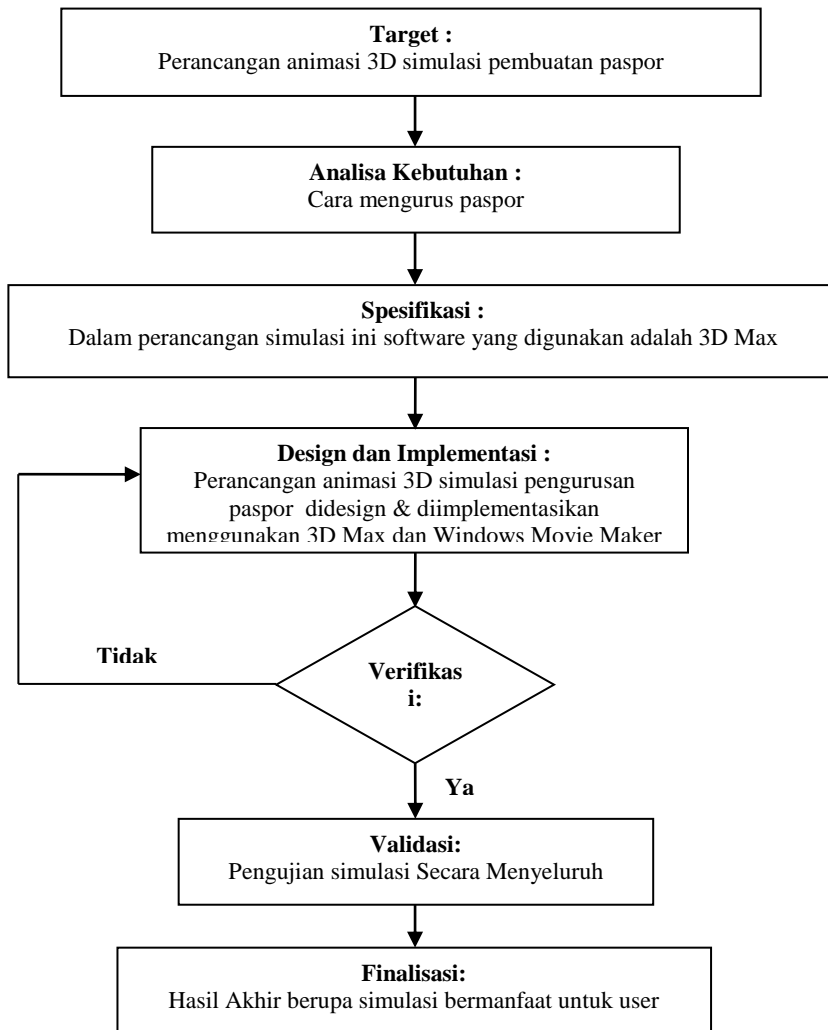 Target :
Perancangan animasi 3D simulasi pembuatan paspor
Analisa Kebutuhan :
Cara mengurus paspor
Spesifikasi :
Dalam perancangan simulasi ini software yang digunakan adalah 3D Max
Design dan Implementasi :
Perancangan animasi 3D simulasi pengurusan
paspor didesign & diimplementasikan
menggunakan 3D Max dan Windows Movie Maker
Tidak
Verifikas
i:
Ya
Validasi:
Pengujian simulasi Secara Menyeluruh
Finalisasi:
Hasil Akhir berupa simulasi bermanfaat untuk user